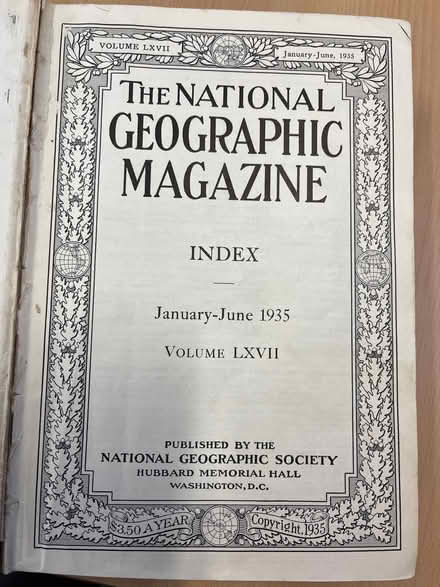 VOLUME LXVII
January-June, 1935
THE NATIONAL
GEOGRAPHIC
MAGAZINE
INDEX
January-June 1935
VOLUME LXVII
PUBLISHED BY THE
NATIONAL GEOGRAPHIC SOCIETY
HUBBARD MEMORIAL HALL
WASHINGTON, D.C.
$3.50 A YEAR
Copyright, 1935